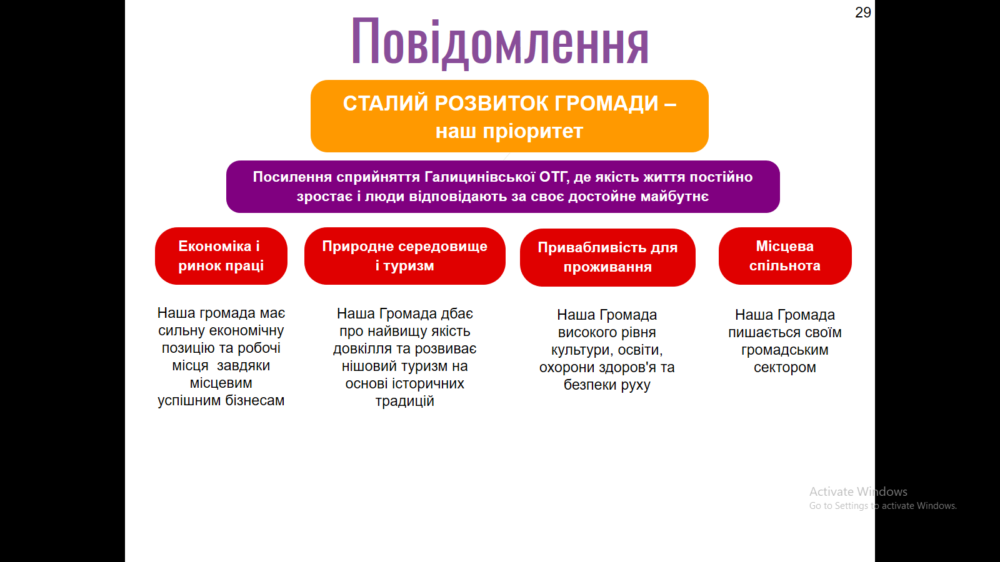 29
Повідомлення
СТАЛИЙ РОЗВИТОК ГРОМАДИ –
наш пріоритет
Посилення сприйняття Галицинівської ОТГ, де якість життя постійно
зростає і люди відповідають за своє достойне майбутнє
Економіка і
ринок праці
Природне середовище
і туризм
Привабливість для
проживання
Місцева
спільнота
Наша громада має
сильну економічну
позицію та робочі
місця завдяки
місцевим
успішним бізнесам
Наша Громада дбає
про найвищу якість
довкілля та розвиває
нішовий туризм на
основі історичних
традицій
Наша Громада
високого рівня
культури, освіти,
охорони здоров'я та
безпеки руху
Наша Громада
пишається своїм
громадським
сектором
Activate Windows
Go to Settings to activate Windows.